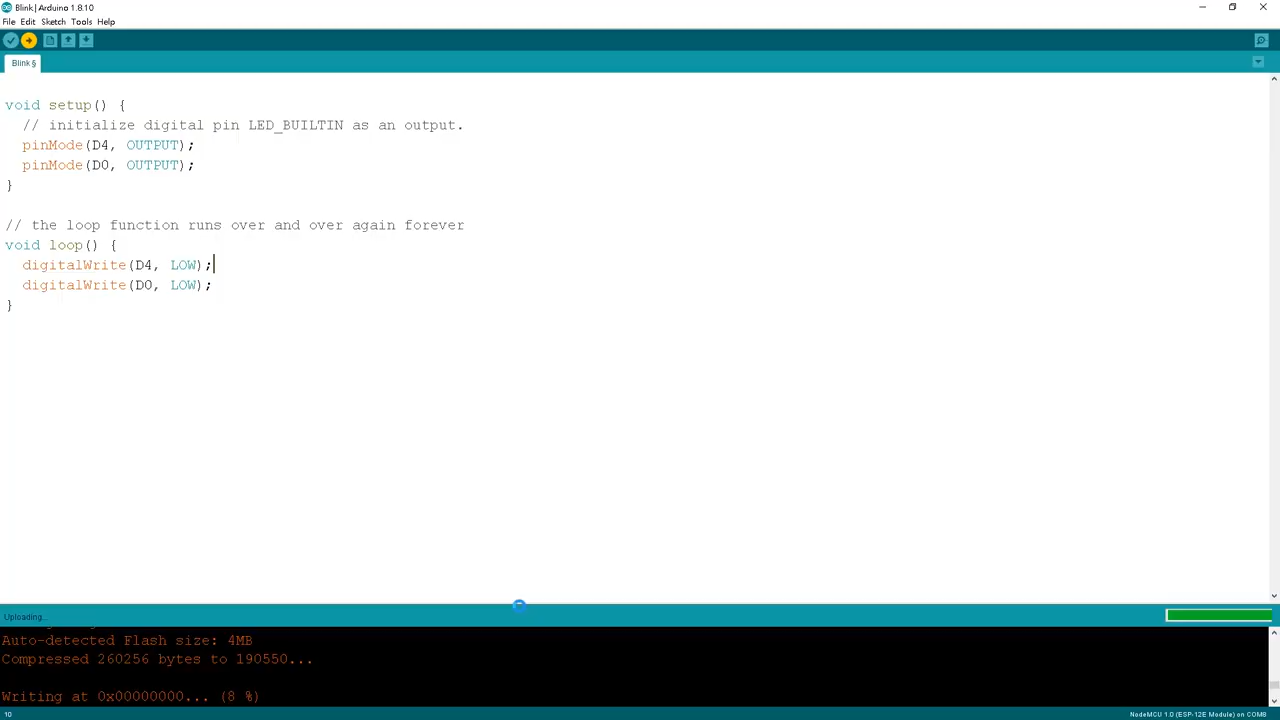 Blink | Arduino 1.8.10
File Edit Sketch Tools Help
Blink §
void setup() {
  // initialize digital pin LED_BUILTIN as an output.
  pinMode(D4, OUTPUT);
  pinMode(D0, OUTPUT);
}
// the loop function runs over and over again forever
void loop() {
  digitalWrite(D4, LOW);
  digitalWrite(D0, LOW);
}
Uploading...
Auto-detected Flash size: 4MB
Compressed 260256 bytes to 190550...
Writing at 0x00000000... (8 %)
10
NodeMCU 1.0 (ESP-12E Module) on COM8